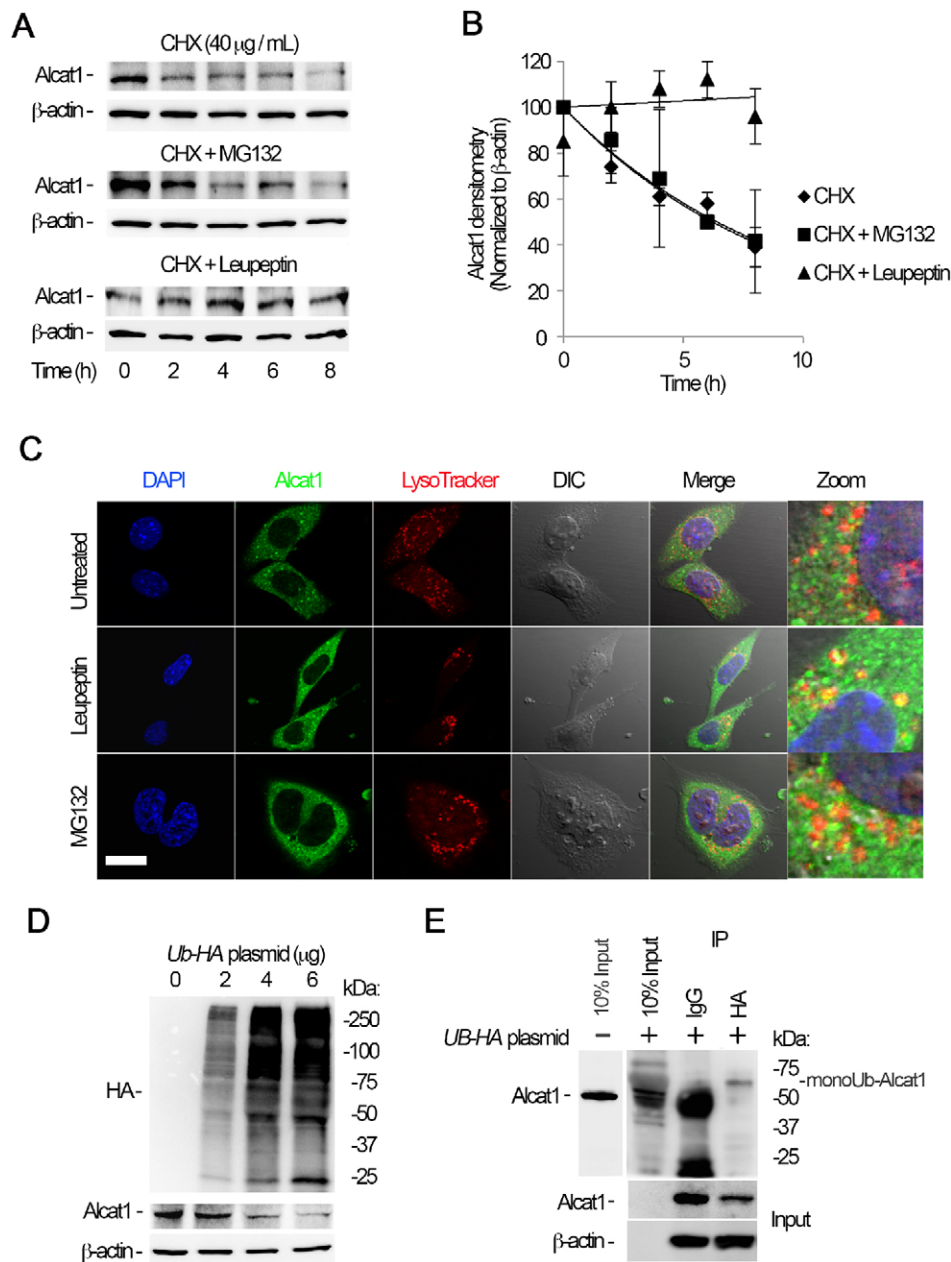 A
CHX (40 µg / mL)
Alcat1 -
β-actin -
CHX + MG132
Alcat1 -
β-actin -
CHX + Leupeptin
Alcat1 -
β-actin -
Time (h) 0 2 4 6 8
B
Alcat1 densitometry
(Normalized to β-actin)
120
100
80
60
40
20
0
0 5 10
Time (h)
CHX
CHX + MG132
CHX + Leupeptin
C
DAPI Alcat1 LysoTracker DIC Merge Zoom
Untreated
Leupeptin
MG132
D
Ub-HA plasmid (µg)
0 2 4 6 kDa:
-250
-100
-75
HA-
-50
-37
-25
Alcat1 -
β-actin -
E
IP
10% Input 10% Input IgG HA
UB-HA plasmid − + + + kDa:
-75
-monoUb-Alcat1
Alcat1 - -50
-37
-25
Alcat1 -
Input
β-actin -